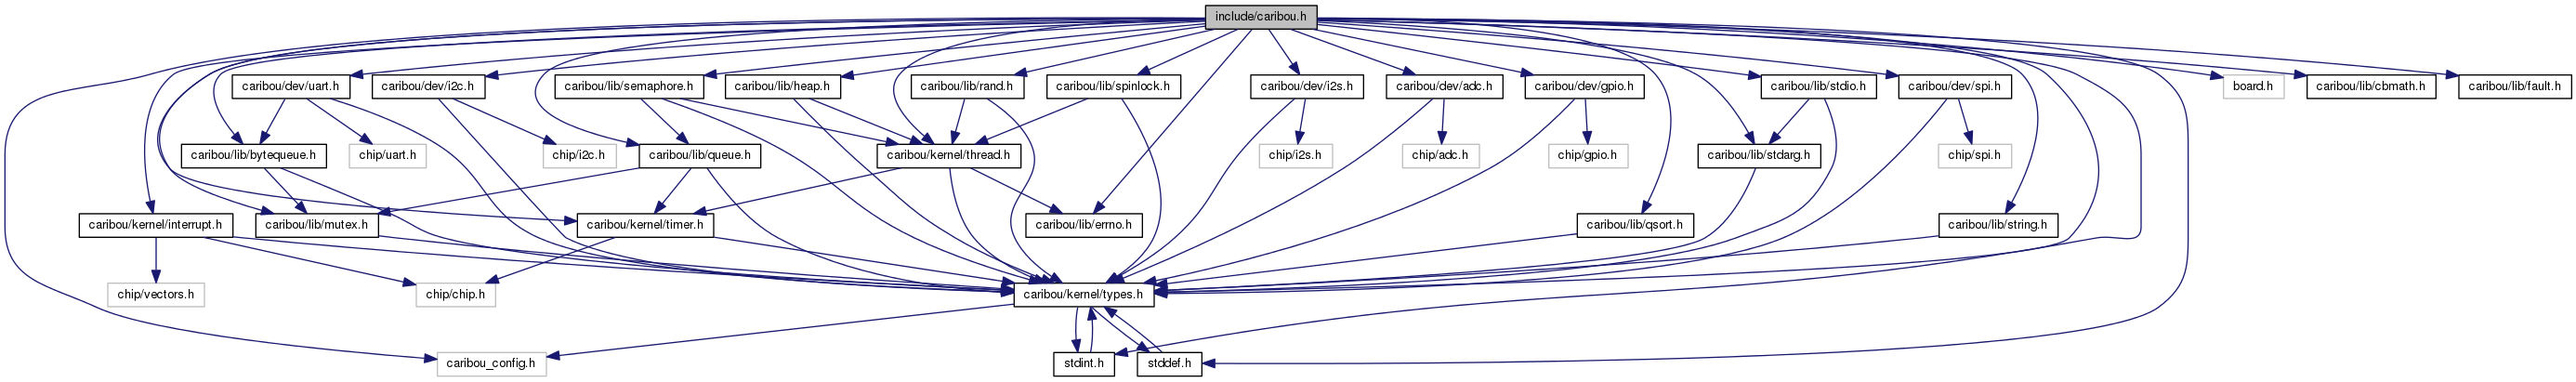 include/caribou.h
caribou/dev/uart.h
caribou/dev/i2c.h
caribou/lib/semaphore.h
caribou/lib/heap.h
caribou/lib/rand.h
caribou/lib/spinlock.h
caribou/dev/i2s.h
caribou/dev/adc.h
caribou/dev/gpio.h
caribou/lib/stdio.h
caribou/dev/spi.h
board.h
caribou/lib/cbmath.h
caribou/lib/fault.h
caribou/lib/bytequeue.h
chip/uart.h
chip/i2c.h
caribou/lib/queue.h
caribou/kernel/thread.h
chip/i2s.h
chip/adc.h
chip/gpio.h
caribou/lib/stdarg.h
chip/spi.h
caribou/kernel/interrupt.h
caribou/lib/mutex.h
caribou/kernel/timer.h
caribou/lib/errno.h
caribou/lib/qsort.h
caribou/lib/string.h
chip/vectors.h
chip/chip.h
caribou/kernel/types.h
caribou_config.h
stdint.h
stddef.h